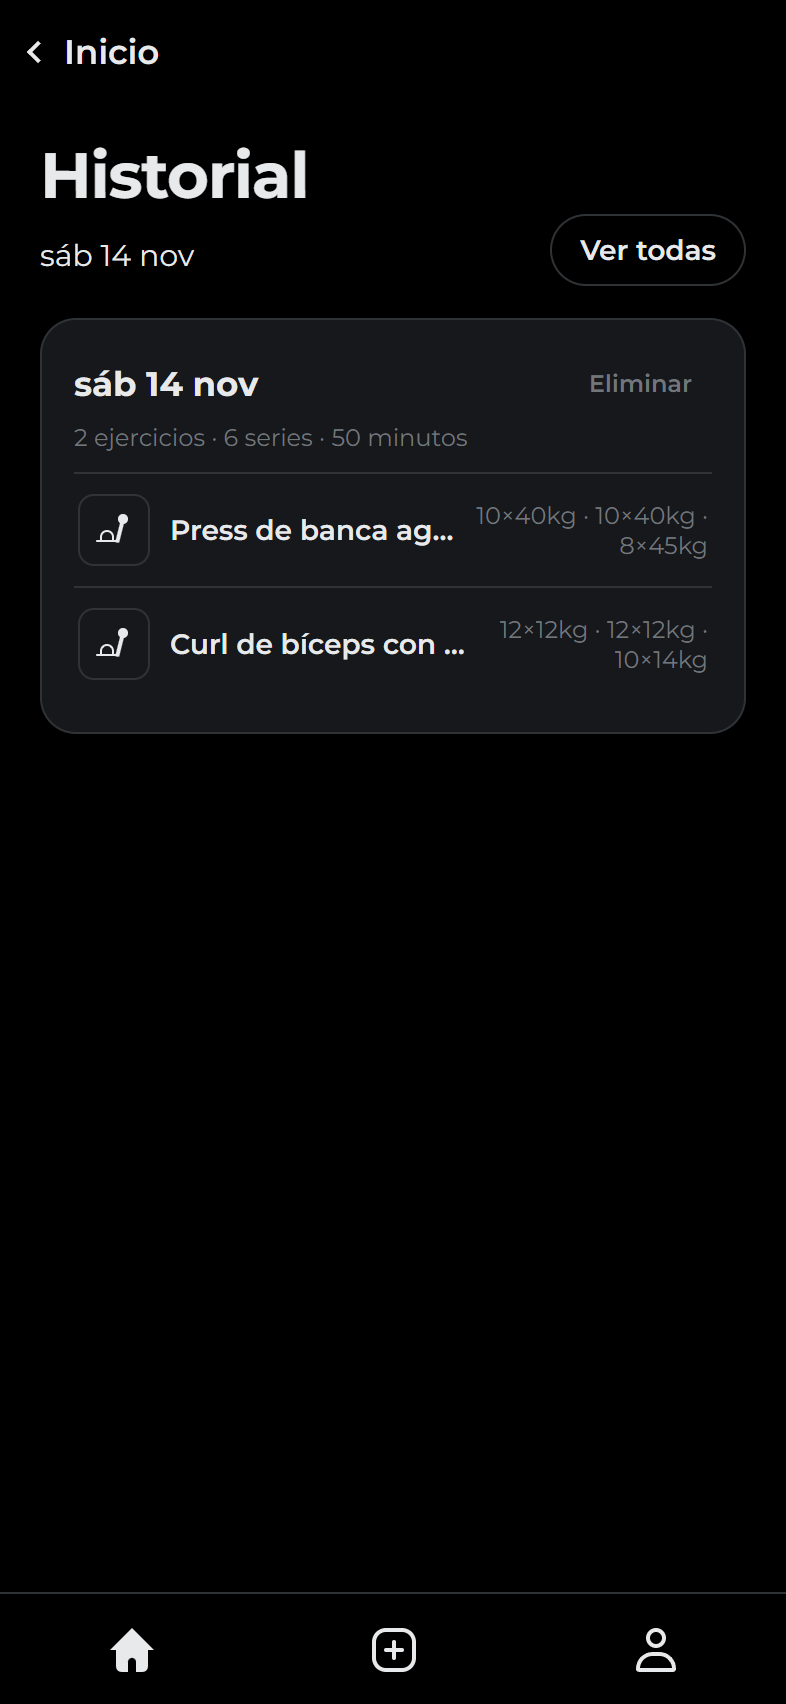 Inicio
Historial
sáb 14 nov
Ver todas
sáb 14 nov
Eliminar
2 ejercicios · 6 series · 50 minutos
Press de banca ag...
10×40kg · 10×40kg ·
8×45kg
Curl de bíceps con ...
12×12kg · 12×12kg ·
10×14kg